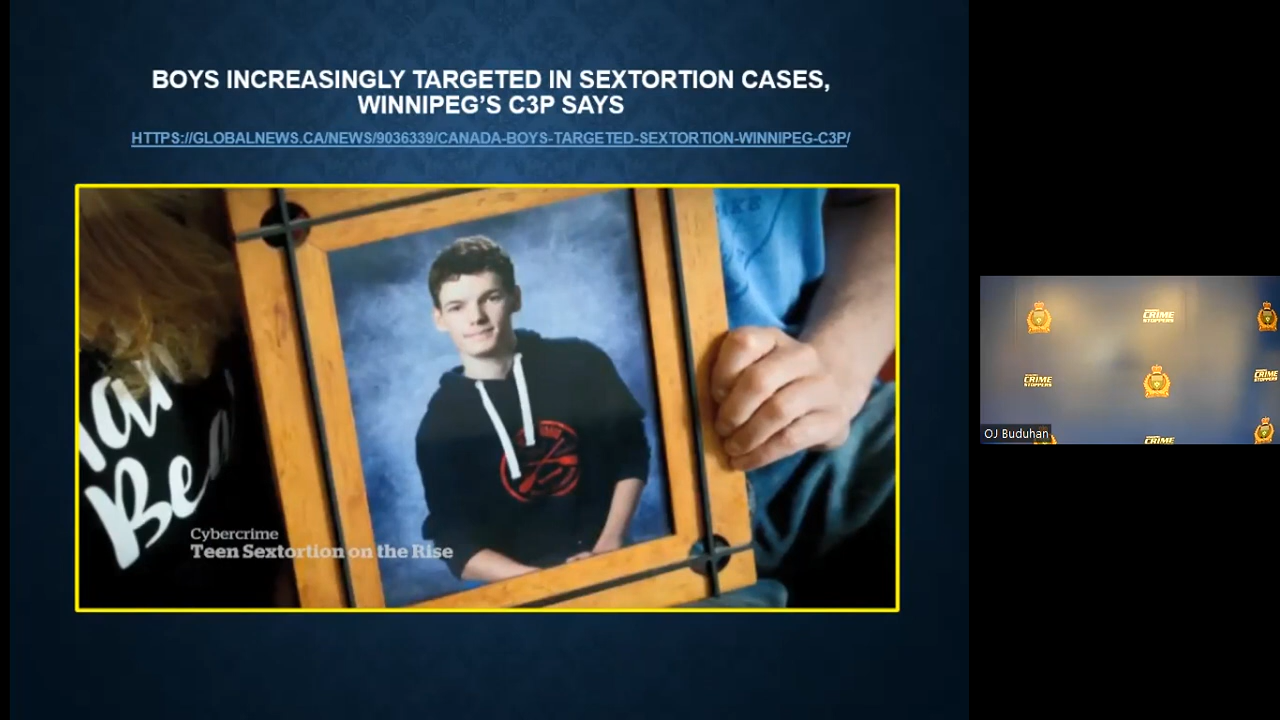 BOYS INCREASINGLY TARGETED IN SEXTORTION CASES,
WINNIPEG'S C3P SAYS
HTTPS://GLOBALNEWS.CA/NEWS/9036339/CANADA-BOYS-TARGETED-SEXTORTION-WINNIPEG-C3P/
Be
Cybercrime
Teen Sextortion on the Rise
CRIME
STOPPERS
CRIME
STOPPERS
CRIME
STOPPERS
OJ Buduhan
CRIME